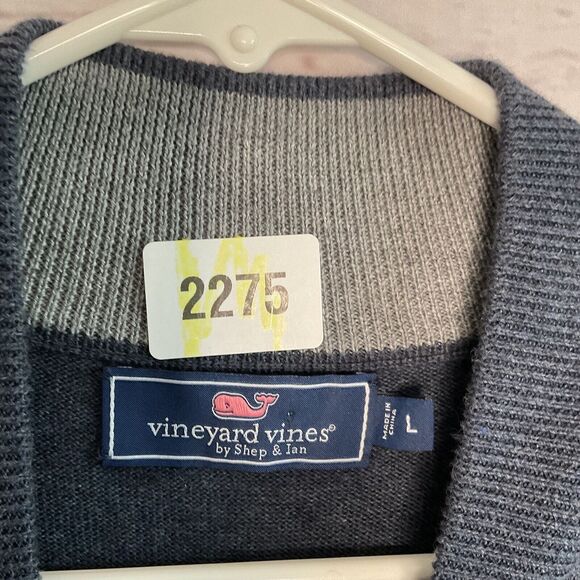 2275
vineyard vines®
by Shep & Ian
MADE IN
CHINA
L